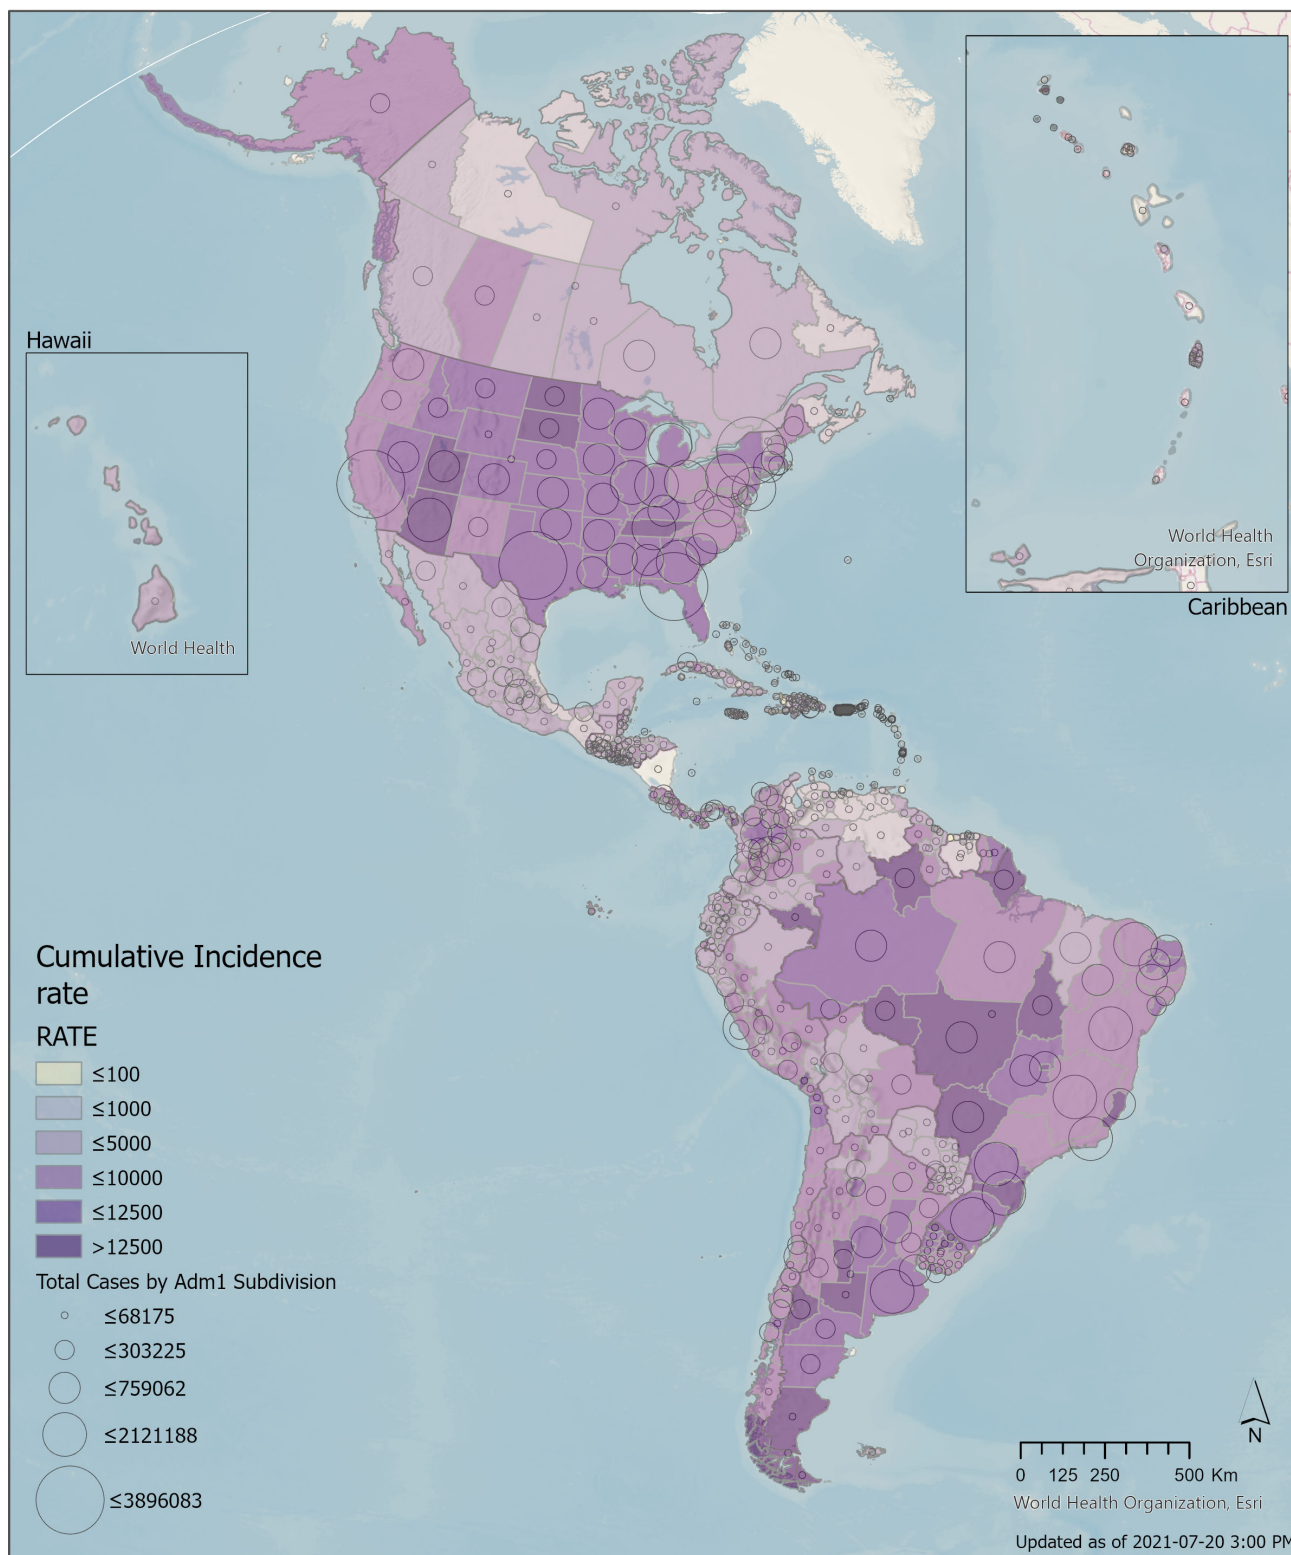 Hawaii
World Health
World Health
Organization, Esri
Caribbean
Cumulative Incidence
rate
RATE
≤100
≤1000
≤5000
≤10000
≤12500
>12500
Total Cases by Adm1 Subdivision
≤68175
≤303225
≤759062
≤2121188
≤3896083
N
0 125 250 500 Km
World Health Organization, Esri
Updated as of 2021-07-20 3:00 PM